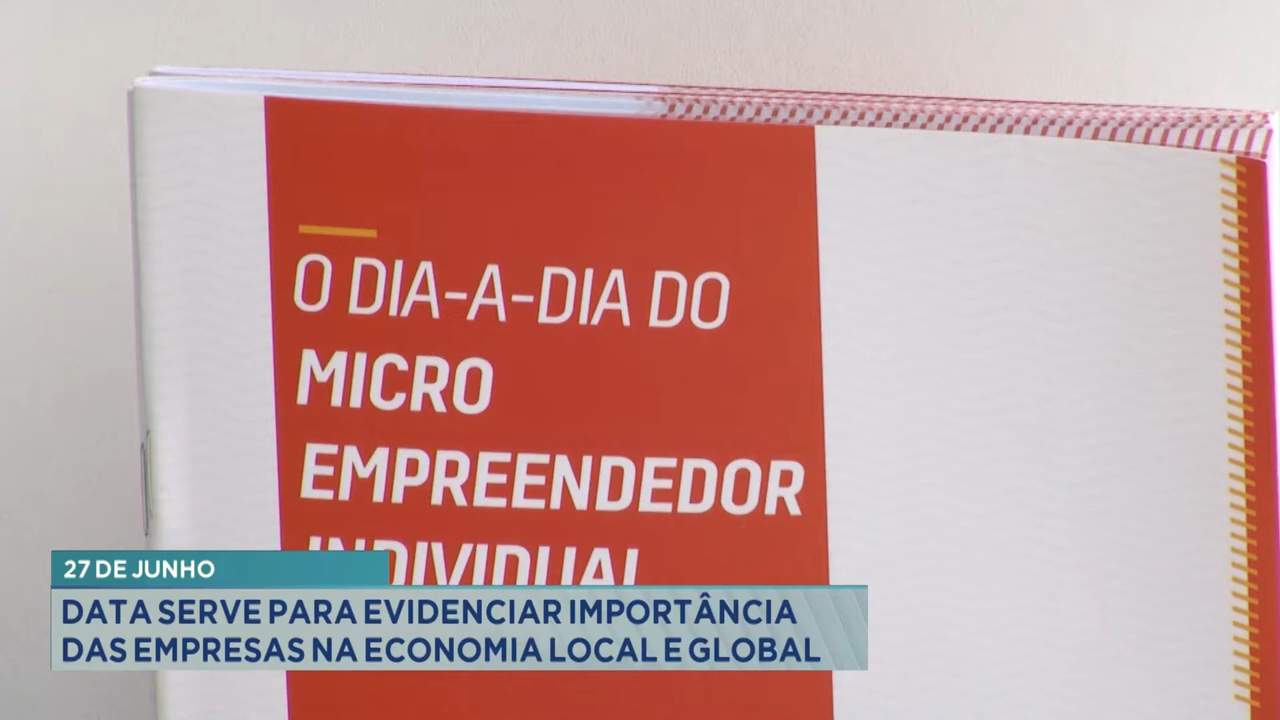 O DIA-A-DIA DO
MICRO
EMPREENDEDOR
INDIVIDUAL
27 DE JUNHO
DATA SERVE PARA EVIDENCIAR IMPORTÂNCIA
DAS EMPRESAS NA ECONOMIA LOCAL E GLOBAL